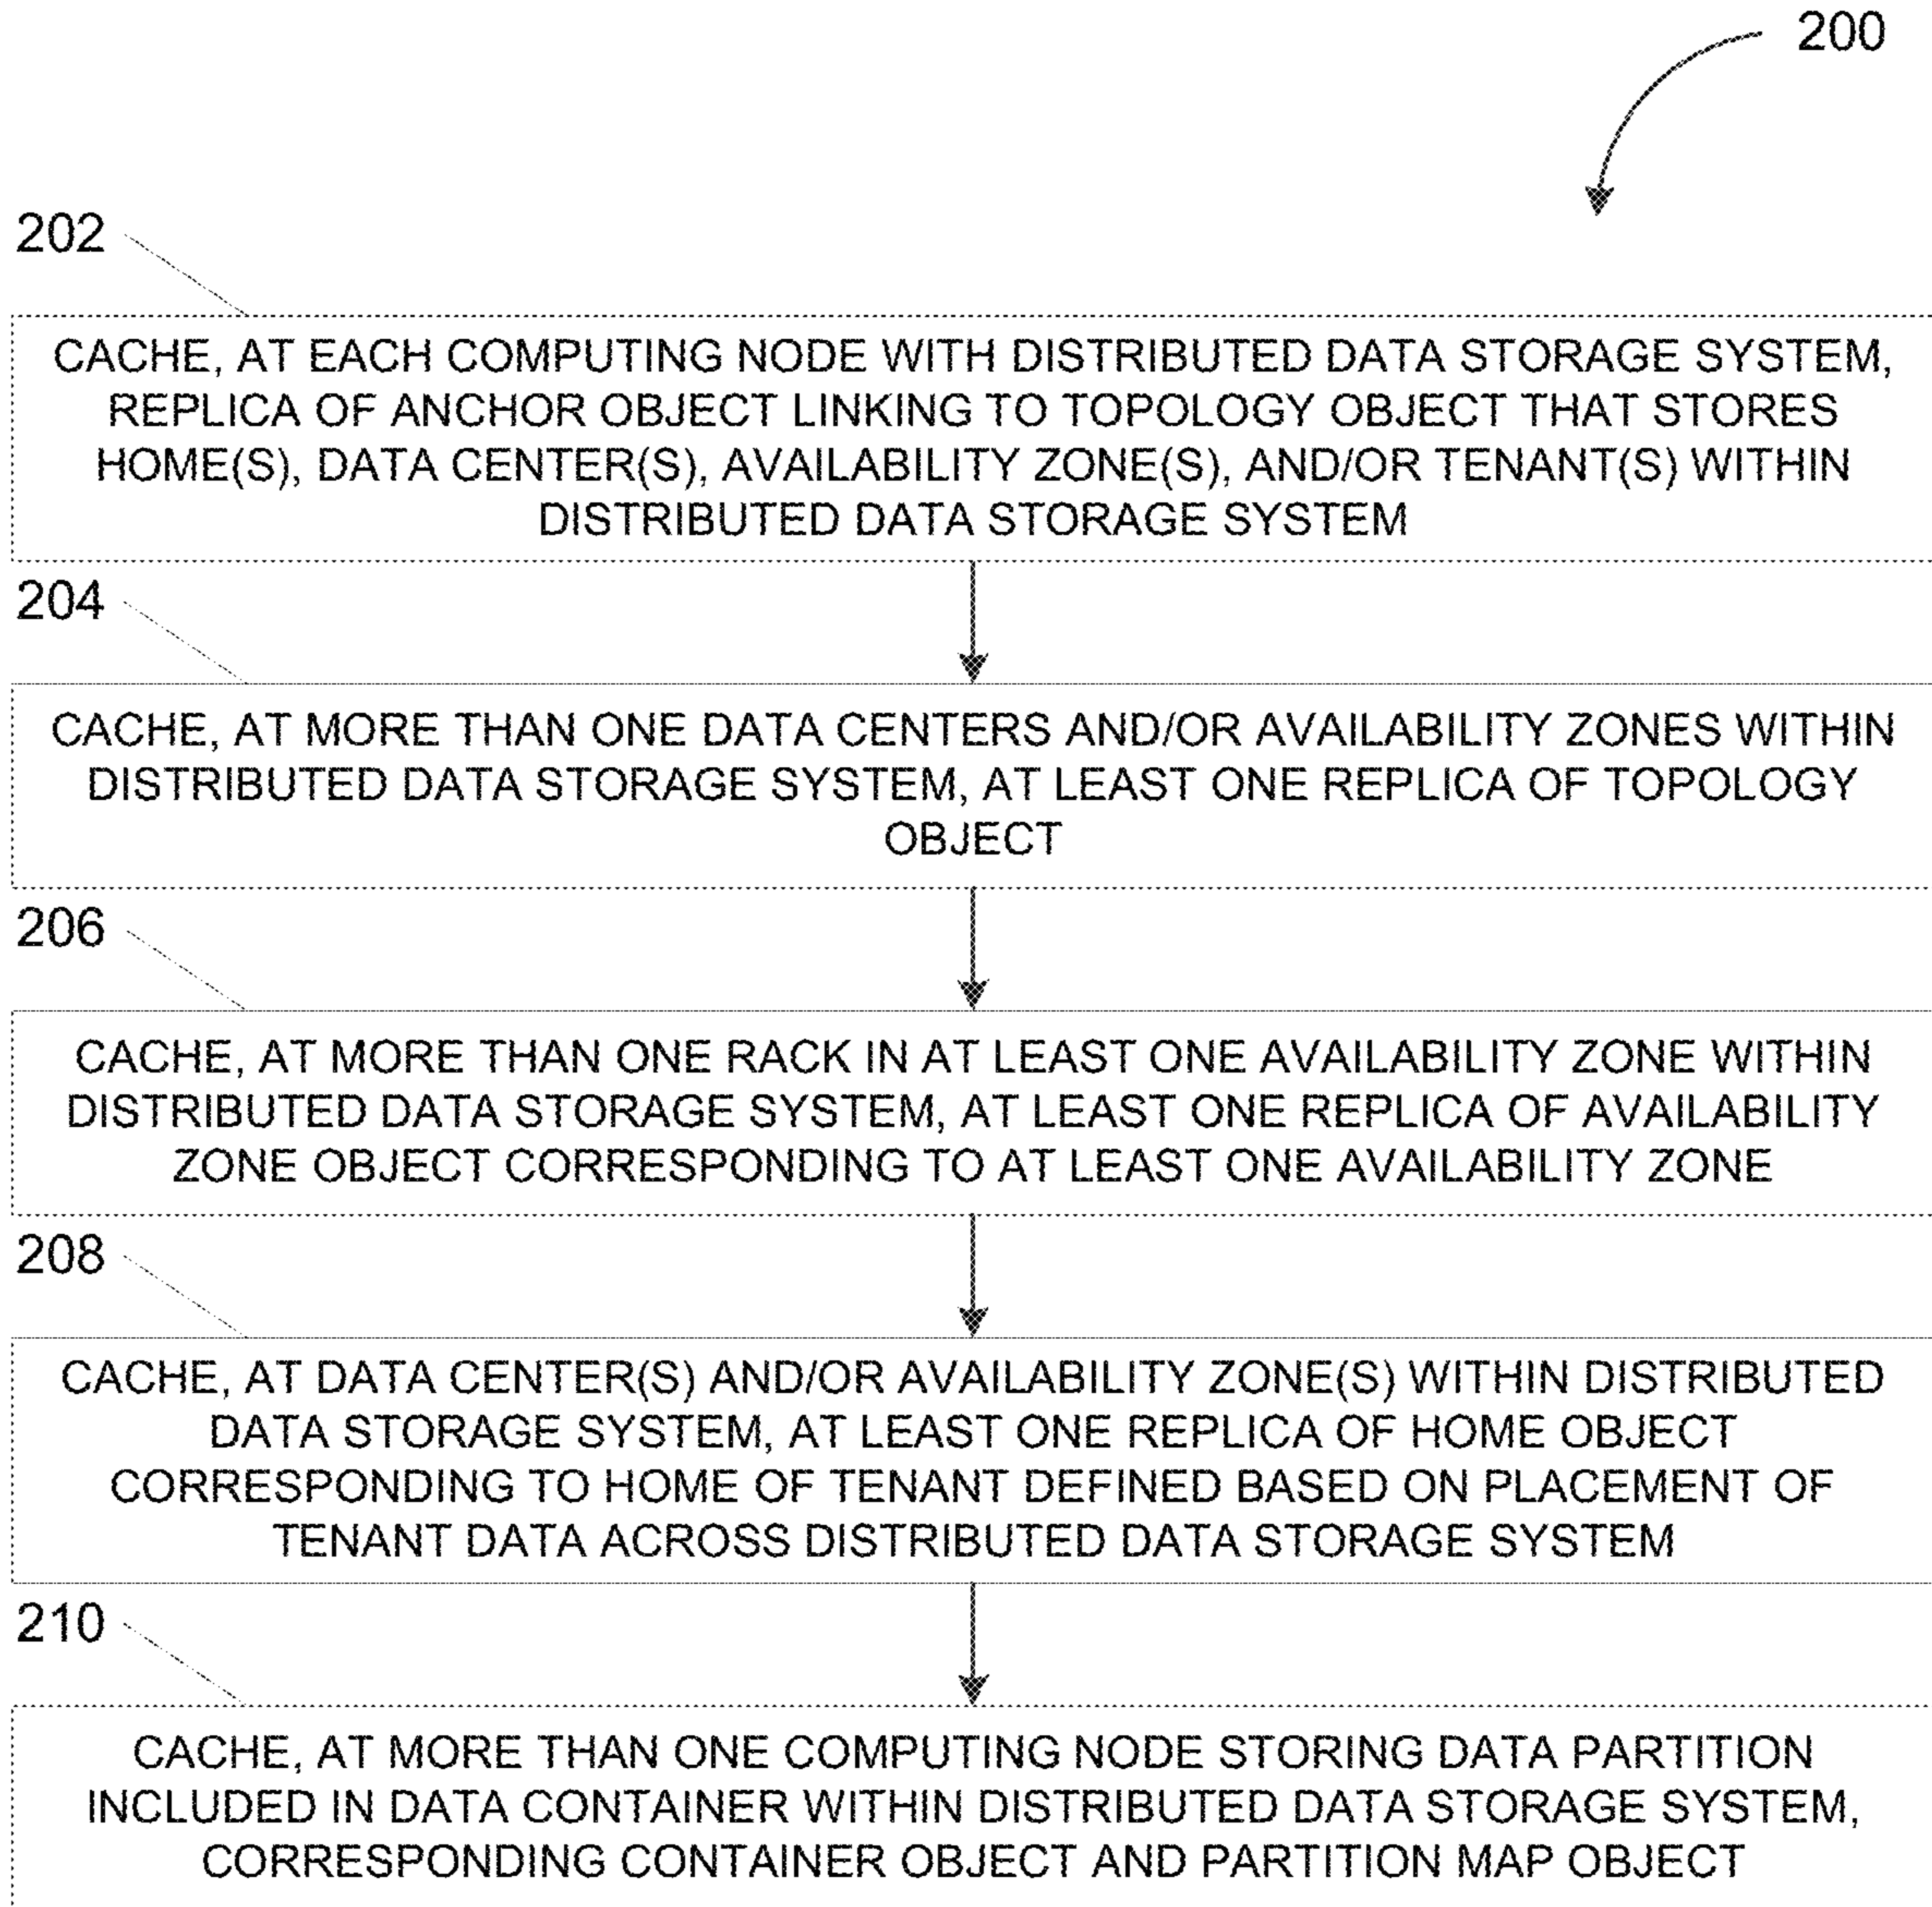 200
202
CACHE, AT EACH COMPUTING NODE WITH DISTRIBUTED DATA STORAGE SYSTEM,
REPLICA OF ANCHOR OBJECT LINKING TO TOPOLOGY OBJECT THAT STORES
HOME(S), DATA CENTER(S), AVAILABILITY ZONE(S), AND/OR TENANT(S) WITHIN
DISTRIBUTED DATA STORAGE SYSTEM
204
CACHE, AT MORE THAN ONE DATA CENTERS AND/OR AVAILABILITY ZONES WITHIN
DISTRIBUTED DATA STORAGE SYSTEM, AT LEAST ONE REPLICA OF TOPOLOGY
OBJECT
206
CACHE, AT MORE THAN ONE RACK IN AT LEAST ONE AVAILABILITY ZONE WITHIN
DISTRIBUTED DATA STORAGE SYSTEM, AT LEAST ONE REPLICA OF AVAILABILITY
ZONE OBJECT CORRESPONDING TO AT LEAST ONE AVAILABILITY ZONE
208
CACHE, AT DATA CENTER(S) AND/OR AVAILABILITY ZONE(S) WITHIN DISTRIBUTED
DATA STORAGE SYSTEM, AT LEAST ONE REPLICA OF HOME OBJECT
CORRESPONDING TO HOME OF TENANT DEFINED BASED ON PLACEMENT OF
TENANT DATA ACROSS DISTRIBUTED DATA STORAGE SYSTEM
210
CACHE, AT MORE THAN ONE COMPUTING NODE STORING DATA PARTITION
INCLUDED IN DATA CONTAINER WITHIN DISTRIBUTED DATA STORAGE SYSTEM,
CORRESPONDING CONTAINER OBJECT AND PARTITION MAP OBJECT